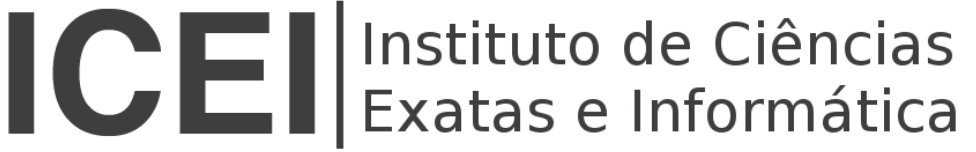 ICEI
Instituto de Ciências
Exatas e Informática